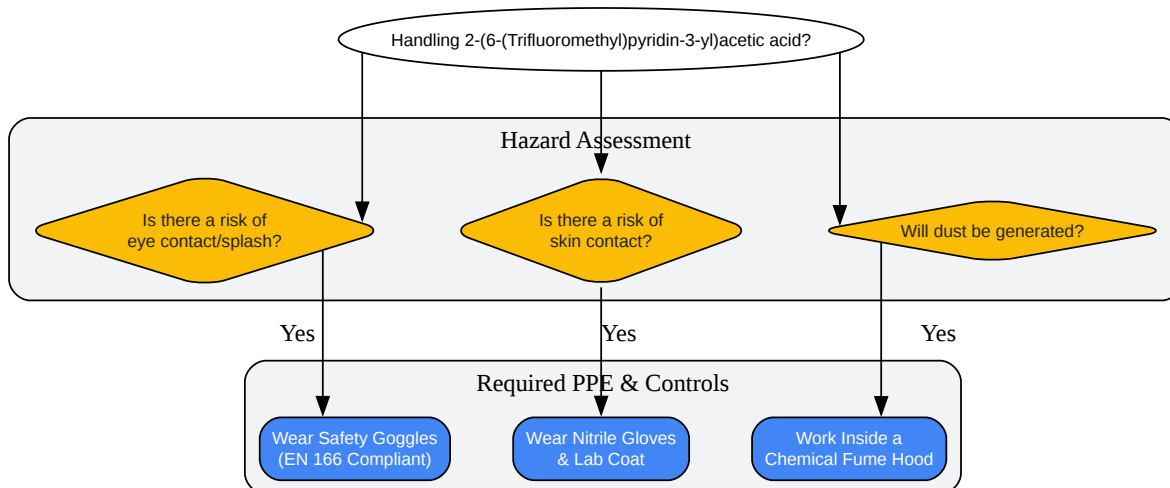 Handling 2-(6-(Trifluoromethyl)pyridin-3-yl)acetic acid?
Hazard Assessment
Is there a risk of
eye contact/splash?
Is there a risk of
skin contact?
Will dust be generated?
Yes
Yes
Yes
Required PPE & Controls
Wear Safety Goggles
(EN 166 Compliant)
Wear Nitrile Gloves
& Lab Coat
Work Inside a
Chemical Fume Hood